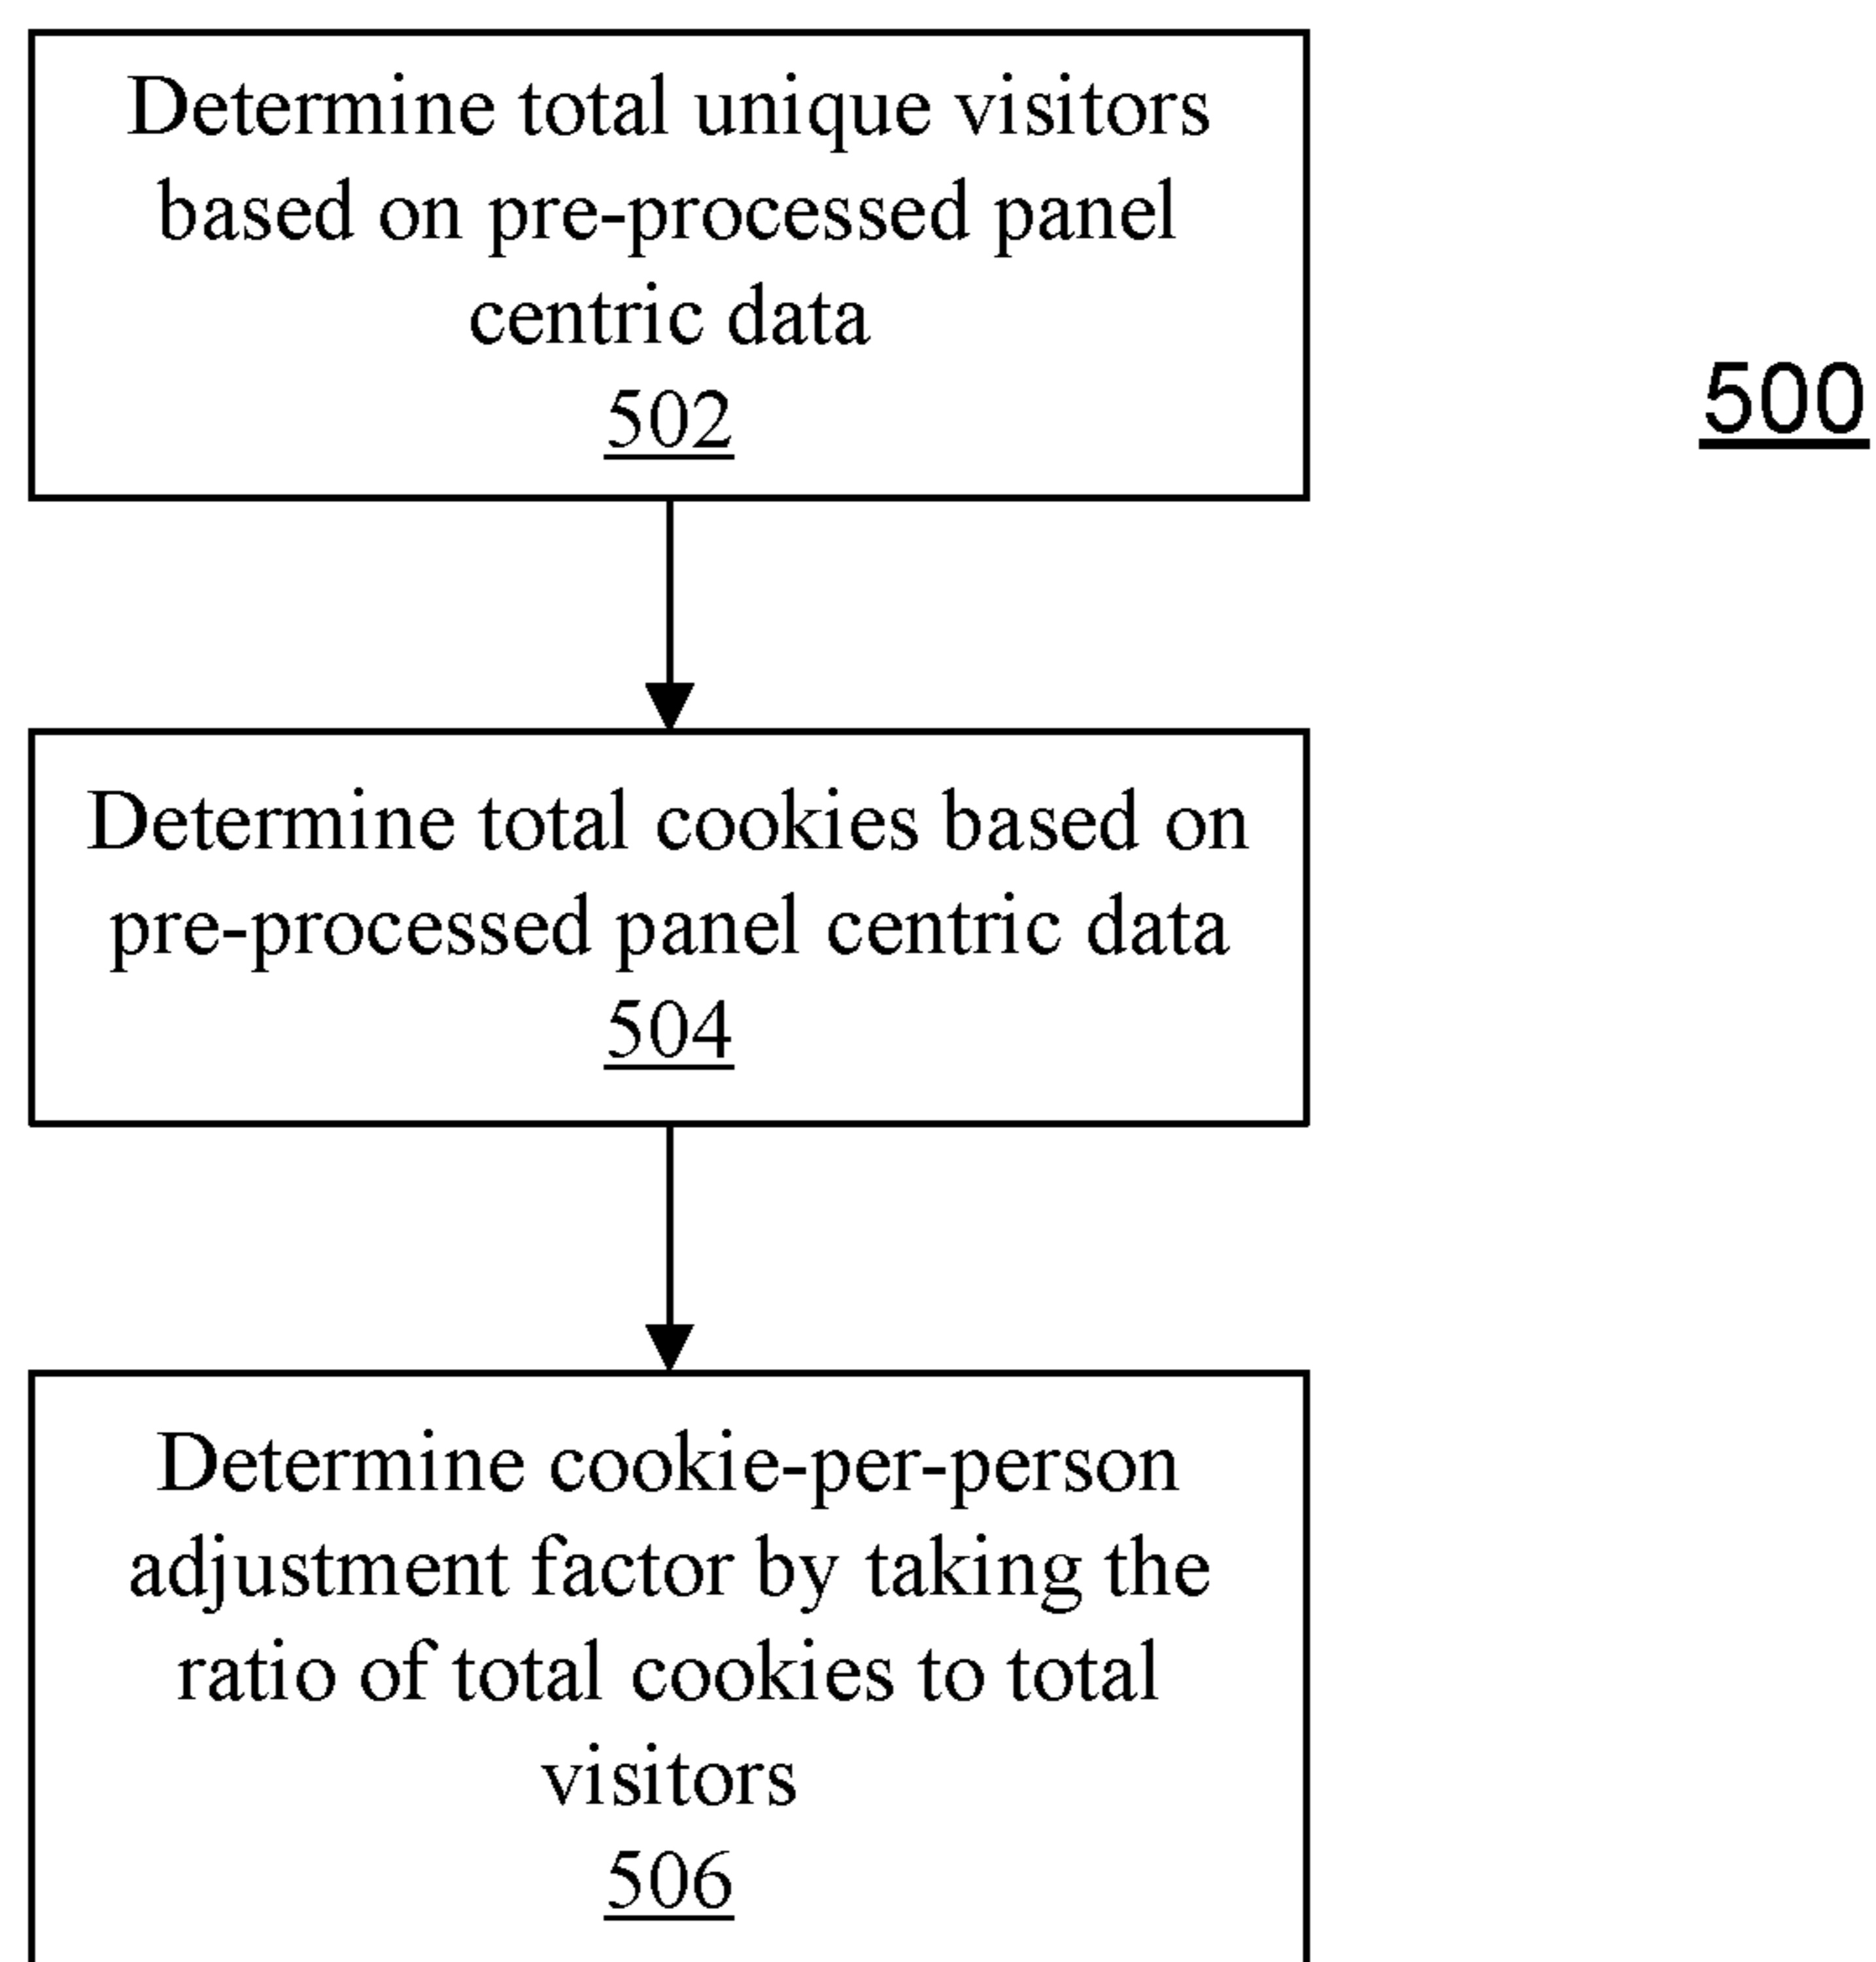 Determine total unique visitors
based on pre-processed panel
centric data
502
500
Determine total cookies based on
pre-processed panel centric data
504
Determine cookie-per-person
adjustment factor by taking the
ratio of total cookies to total
visitors
506